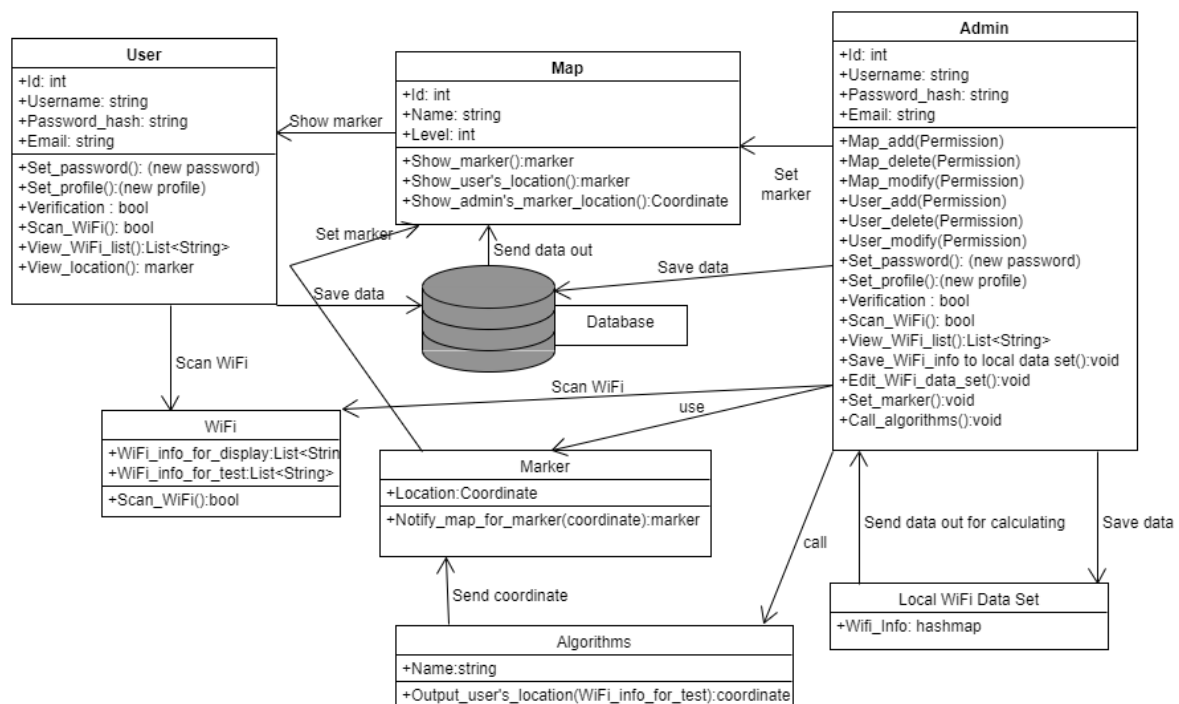 User
+Id: int
+Username: string
+Password_hash: string
+Email: string
+Set_password(): (new password)
+Set_profile():(new profile)
+Verification : bool
+Scan_WiFi(): bool
+View_WiFi_list():List<String>
+View_location(): marker
Show marker
Map
+Id: int
+Name: string
+Level: int
+Show_marker():marker
+Show_user's_location():marker
+Show_admin's_marker_location():Coordinate
Set
marker
Admin
+Id: int
+Username: string
+Password_hash: string
+Email: string
+Map_add(Permission)
+Map_delete(Permission)
+Map_modify(Permission)
+User_add(Permission)
+User_delete(Permission)
+User_modify(Permission)
+Set_password(): (new password)
+Set_profile():(new profile)
+Verification : bool
+Scan_WiFi(): bool
+View_WiFi_list():List<String>
+Save_WiFi_info to local data set():void
+Edit_WiFi_data_set():void
+Set_marker():void
+Call_algorithms():void
Set marker
Send data out
Save data
Save data
Database
Scan WiFi
Scan WiFi
use
WiFi
+WiFi_info_for_display:List<Strin
+WiFi_info_for_test:List<String>
+Scan_WiFi():bool
Marker
+Location:Coordinate
+Notify_map_for_marker(coordinate):marker
Send data out for calculating
Save data
call
Send coordinate
Local WiFi Data Set
+Wifi_Info: hashmap
Algorithms
+Name:string
+Output_user's_location(WiFi_info_for_test):coordinate